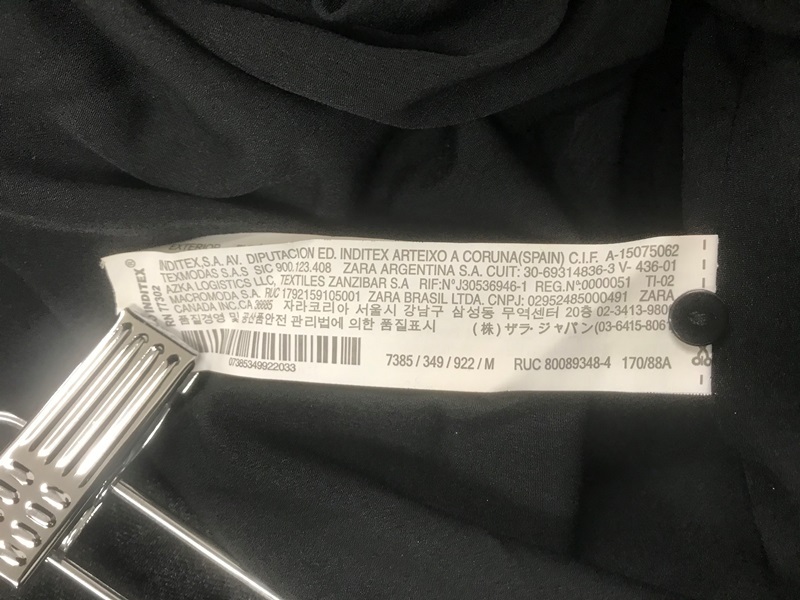 EXTERIOR
INDITEX.S.A. AV. DIPUTACION ED. INDITEX ARTEIXO A CORUNA(SPAIN) C.I.F. A-15075062
TEXMODAS S.A.S SIC 900.123.408 ZARA ARGENTINA S.A. CUIT: 30-69314836-3 V- 436-01
AZKA LOGISTICS LLC, TEXTILES ZANZIBAR S.A RIF:N°J30536946-1 REG.N°0000051 TI-02
MACROMODA S.A. RUC 1792159105001 ZARA BRASIL LTDA. CNPJ: 02952485000491 ZARA
CANADA, INC.CA 36665 자라코리아 서울시 강남구 삼성동 무역센터 20층 02-3413-980
품질경영 및 공산품안전 관리법에 의한 품질표시 (株) ザラ ジャパン(03-6415-806
® INDITEX
RN 77302
07385349922033
7385 / 349 / 922 / M RUC 80089348-4 170/88A